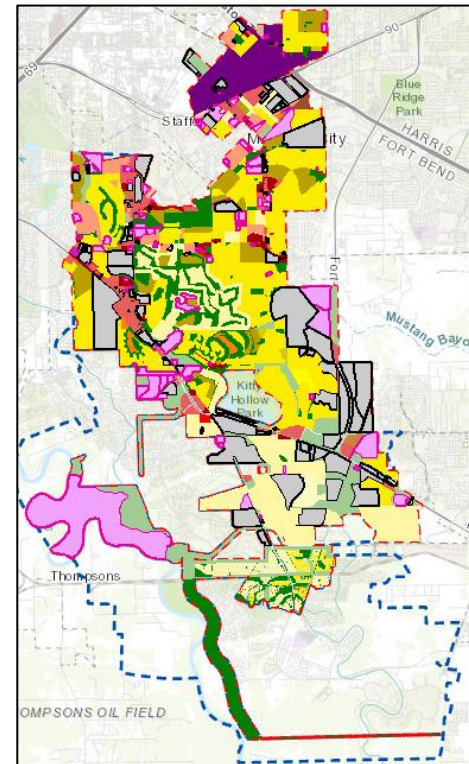 69
90
Blue
Ridge
Park
Staff
M
ity
HARRIS
FORT BEND
Fort
Mustang Bayo
Kitty
Hollow
Park
Thompsons
OMPSONS OIL FIELD